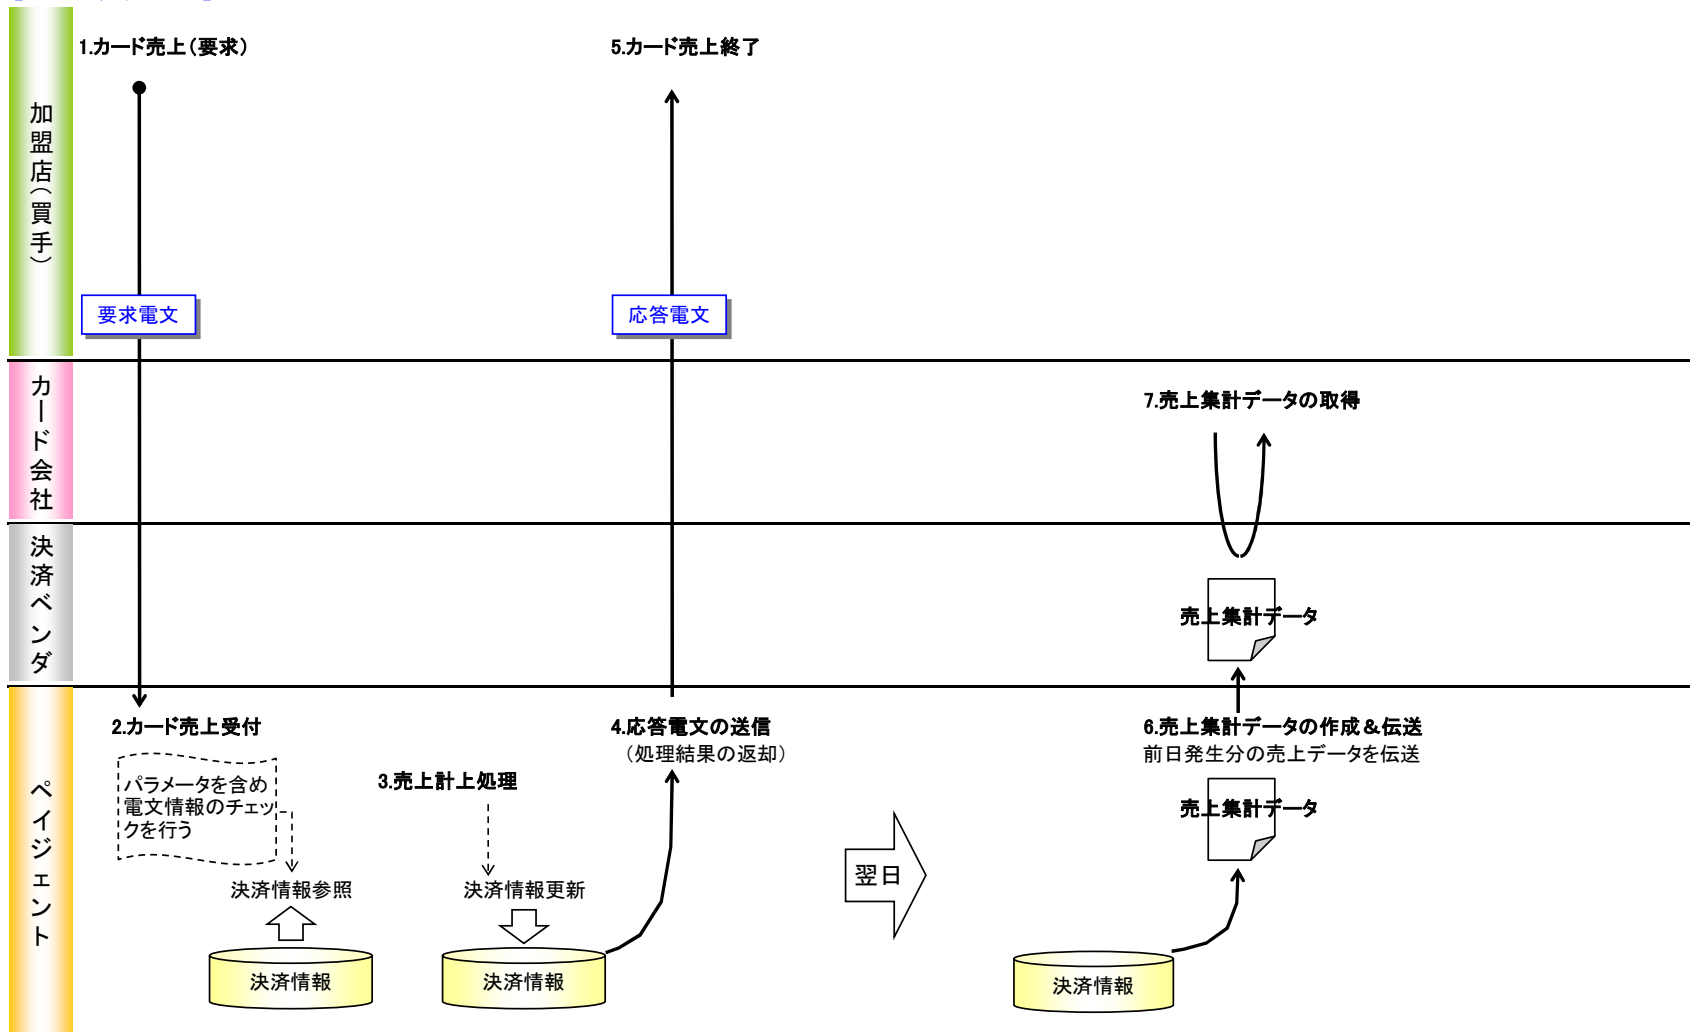 1.カード売上（要求）
5.カード売上終了
加盟店（買手）
要求電文
応答電文
カード会社
7.売上集計データの取得
決済ベンダ
売上集計データ
ペイジェント
2.カード売上受付
4.応答電文の送信
（処理結果の返却）
6.売上集計データの作成＆伝送
前日発生分の売上データを伝送
パラメータを含め
電文情報のチェッ
クを行う
3.売上計上処理
売上集計データ
翌日
決済情報参照
決済情報更新
決済情報
決済情報
決済情報